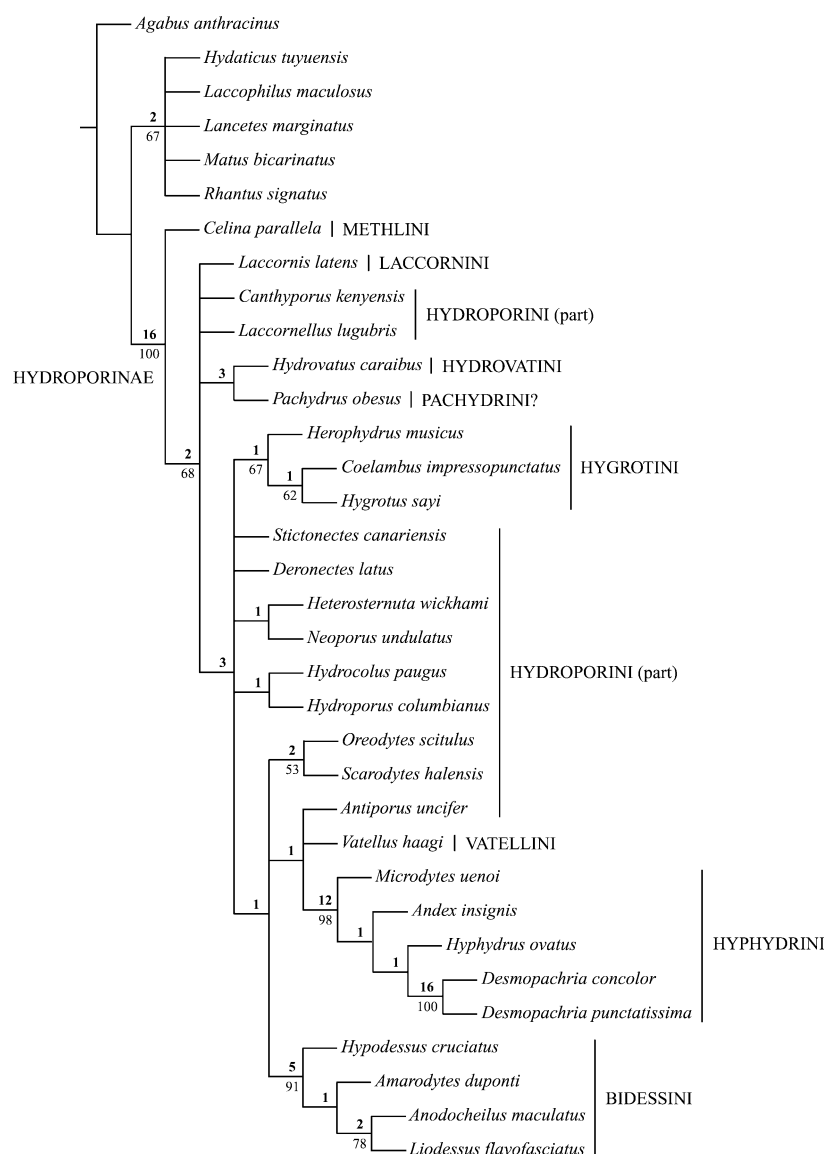 Agabus anthracinus
Hydaticus tuyuensis
Laccophilus maculosus
2 Lancetes marginatus
67
Matus bicarinatus
Rhantus signatus
Celina parallela | METHLINI
Laccornis latens | LACCORNINI
Canthyporus kenyensis
HYDROPORINI (part)
Laccornellus lugubris
16
100
HYDROPORINAE
Hydrovatus caraibus | HYDROVATINI
3
Pachydrus obesus | PACHYDRINI?
Herophydrus musicus
2
68
1
67
Coelambus impressopunctatus
HYGROTINI
1
62
Hygrotus sayi
Stictonectes canariensis
Deronectes latus
Heterosternuta wickhami
1
Neoporus undulatus
3
Hydrocolus paugus
HYDROPORINI (part)
1
Hydroporus columbianus
Oreodytes scitulus
2
53
Scarodytes halensis
Antiporus uncifer
Vatellus haagi | VATELLINI
1
Microdytes uenoi
12
98
1
Andex insignis
1
Hyphydrus ovatus
HYPHYDRINI
1
Desmopachria concolor
16
100
Desmopachria punctatissima
Hypodessus cruciatus
5
91
Amarodytes duponti
1
BIDESSINI
Anodocheilus maculatus
2
78
Liodessus flavofasciatus